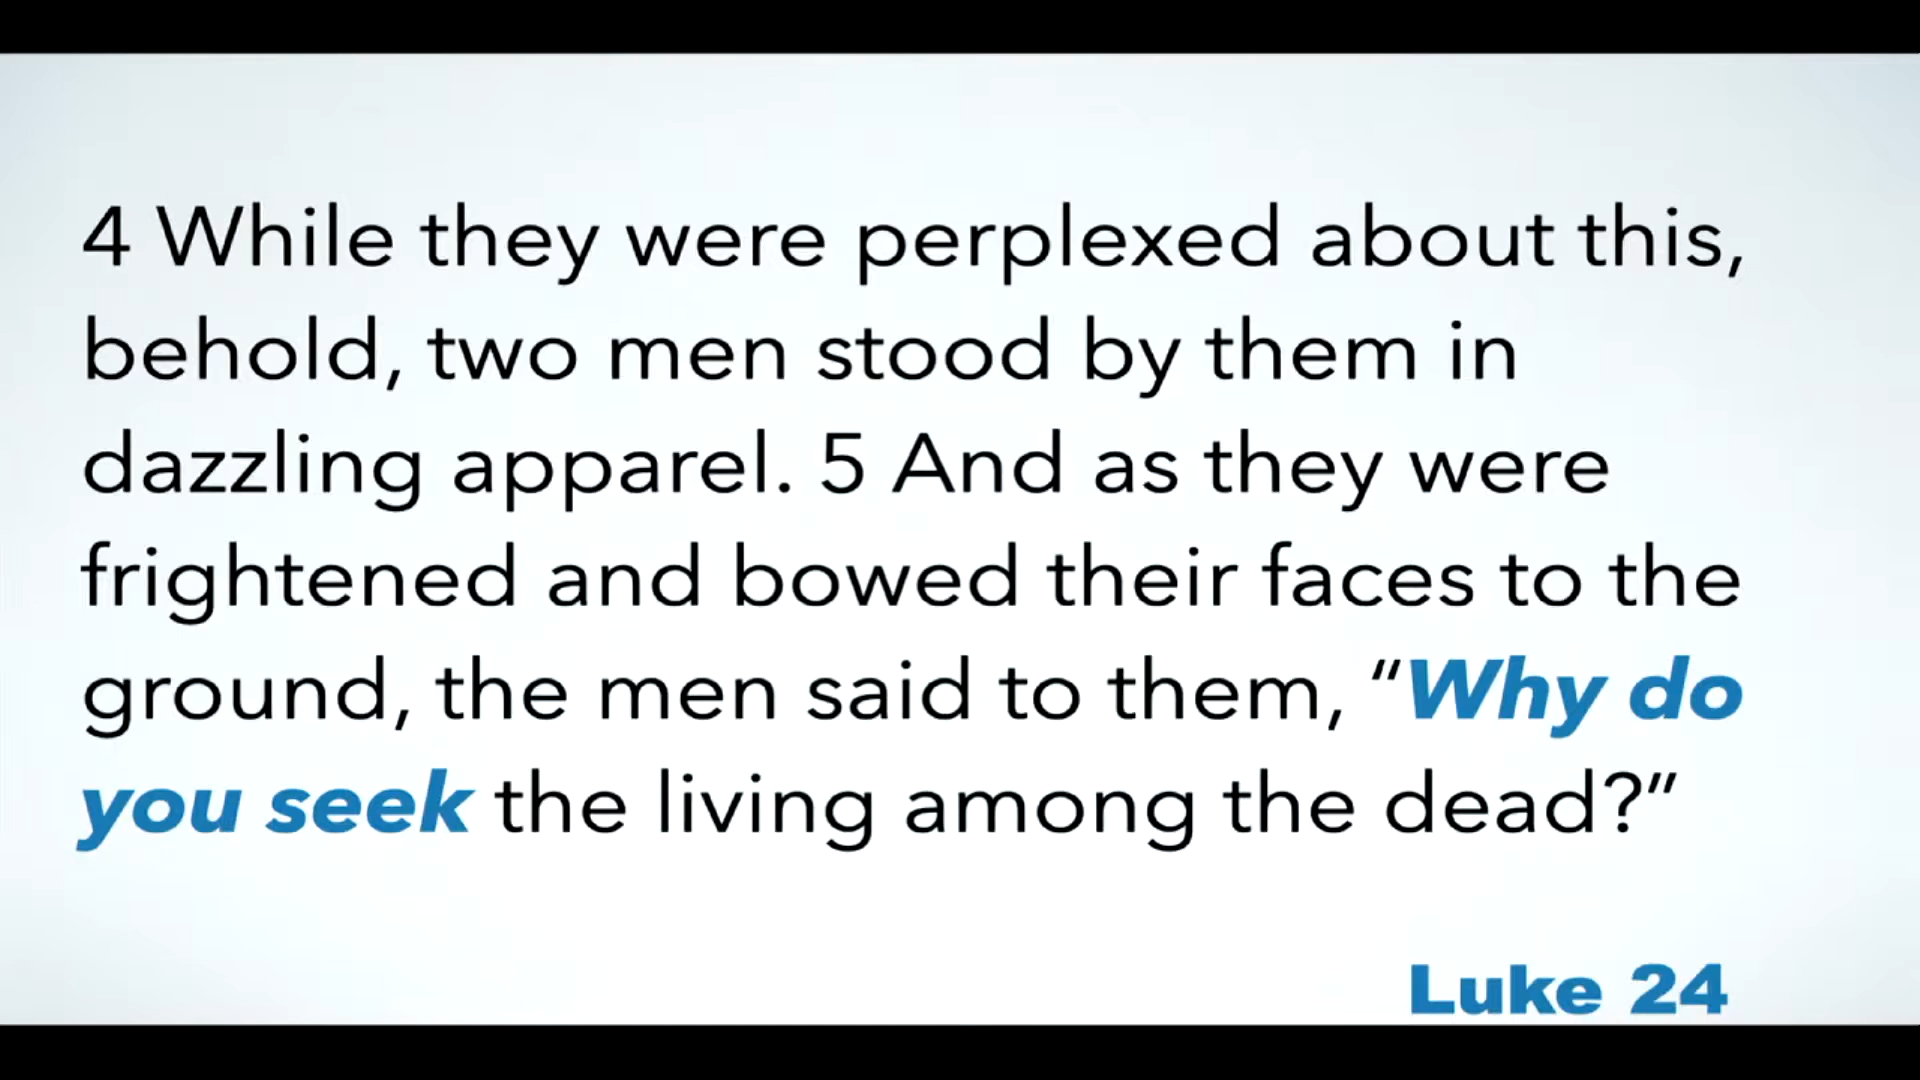 4 While they were perplexed about this,
behold, two men stood by them in
dazzling apparel. 5 And as they were
frightened and bowed their faces to the
ground, the men said to them, “Why do
you seek the living among the dead?”
Luke 24